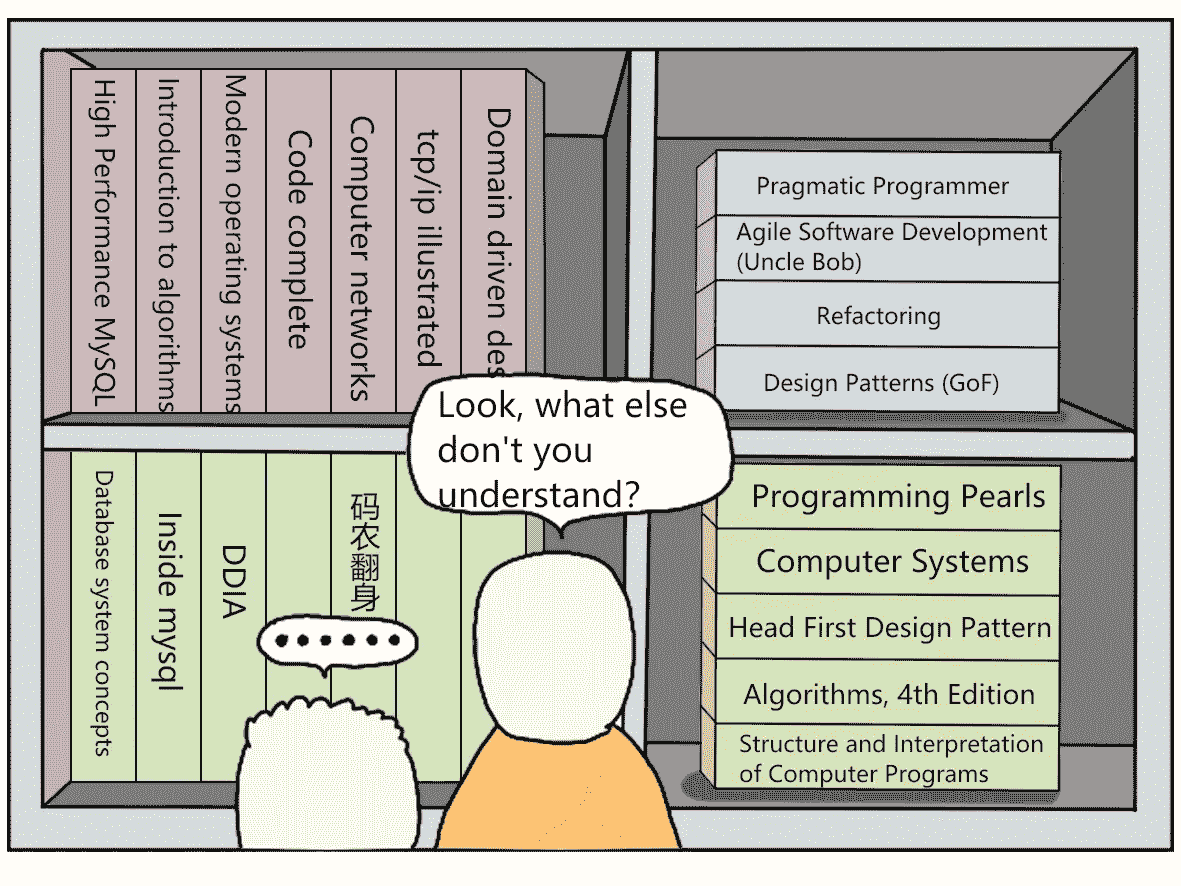 High Performance MySQL
Introduction to algorithms
Modern operating systems
Code complete
Computer networks
tcp/ip illustrated
Domain driven des
Pragmatic Programmer
Agile Software Development
(Uncle Bob)
Refactoring
Design Patterns (GoF)
Look, what else
don't you
understand?
Database system concepts
Inside mysql
DDIA
码农翻身
······
Programming Pearls
Computer Systems
Head First Design Pattern
Algorithms, 4th Edition
Structure and Interpretation
of Computer Programs